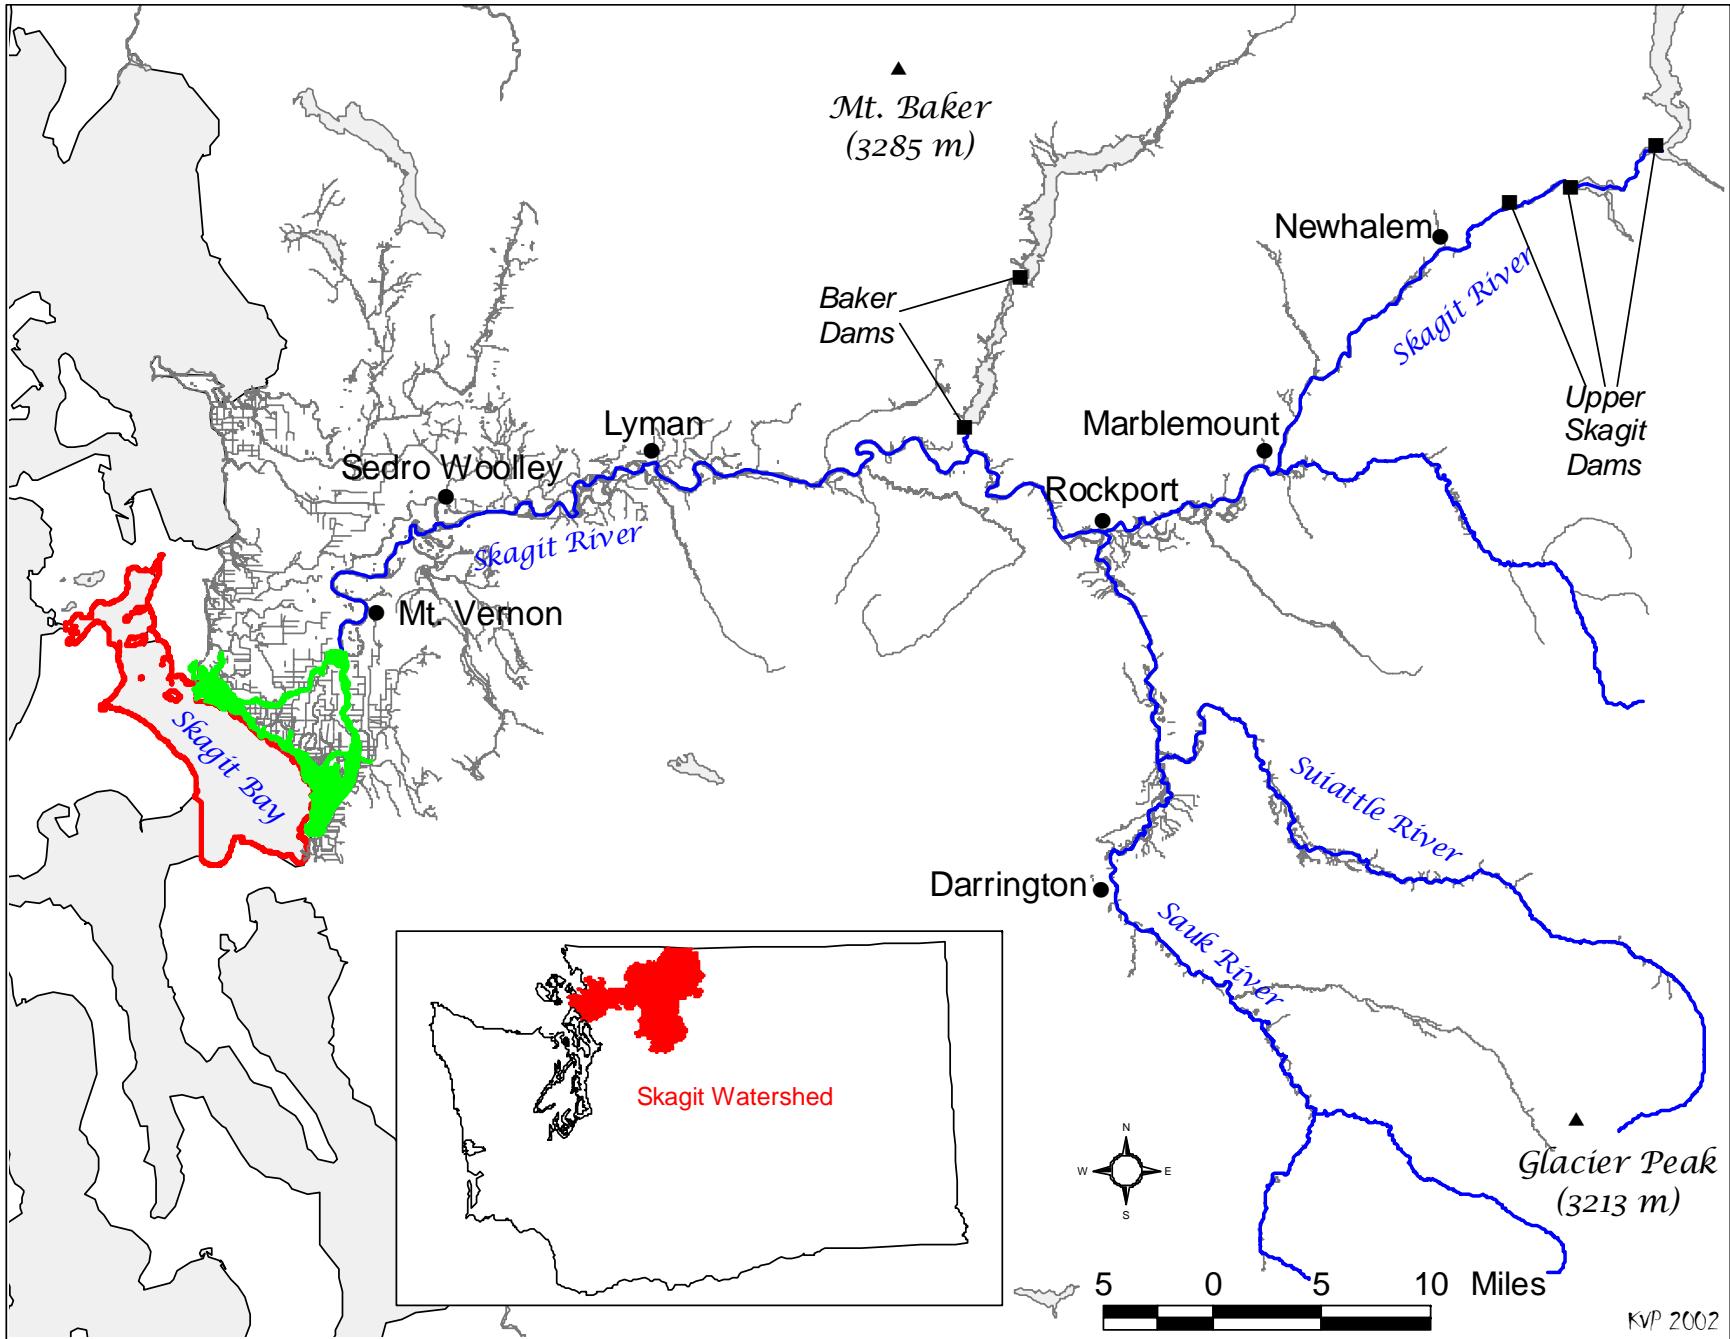 Mt. Baker
(3285 m)
Newhalem
Skagit River
Baker
Dams
Upper
Skagit
Dams
Lyman
Marblemount
Sedro Woolley
Rockport
Skagit River
Mt. Vernon
Skagit Bay
Suiattle River
Darrington
Sauk River
Skagit Watershed
N
W
E
S
Glacier Peak
(3213 m)
5 0 5 10 Miles
KVP 2002